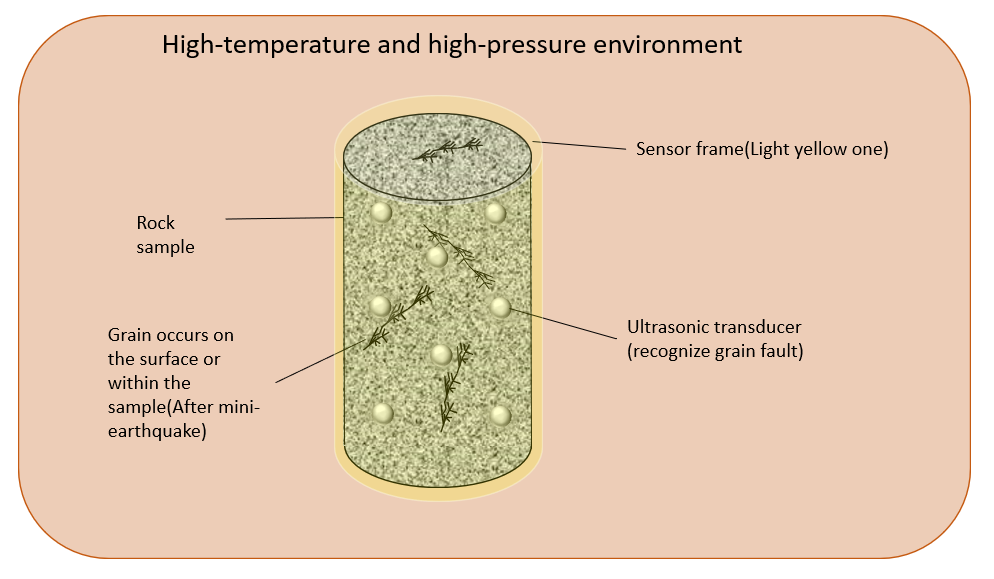 High-temperature and high-pressure environment
Sensor frame(Light yellow one)
Rock
sample
Ultrasonic transducer
(recognize grain fault)
Grain occurs on
the surface or
within the
sample(After mini-
earthquake)